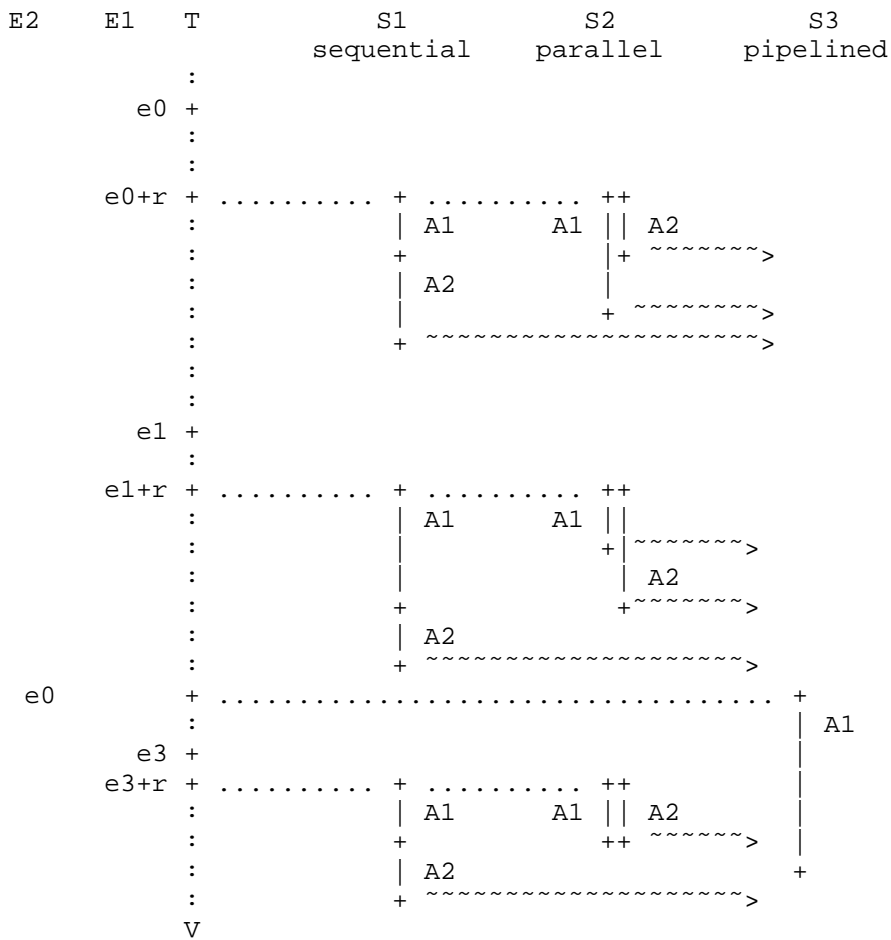 E2    E1   T           S1             S2            S3
                   sequential      parallel     pipelined
           :
        e0 +
           :
           :
      e0+r + .......... + .......... ++
           :            | A1      A1 || A2
           :            +            |+ ~~~~~~~>
           :            | A2         |
           :            |            + ~~~~~~~~>
           :            + ~~~~~~~~~~~~~~~~~~~~~>
           :
           :
        e1 +
           :
      e1+r + .......... + .......... ++
           :            | A1      A1 ||
           :            |            +|~~~~~~~>
           :            |             | A2
           :            +             +~~~~~~~>
           :            | A2
           :            + ~~~~~~~~~~~~~~~~~~~~>
 e0        + ................................... +
           :                                     | A1
        e3 +                                     |
      e3+r + .......... + .......... ++          |
           :            | A1      A1 || A2       |
           :            +            ++ ~~~~~~>  |
           :            | A2                     +
           :            + ~~~~~~~~~~~~~~~~~~~~>
           V